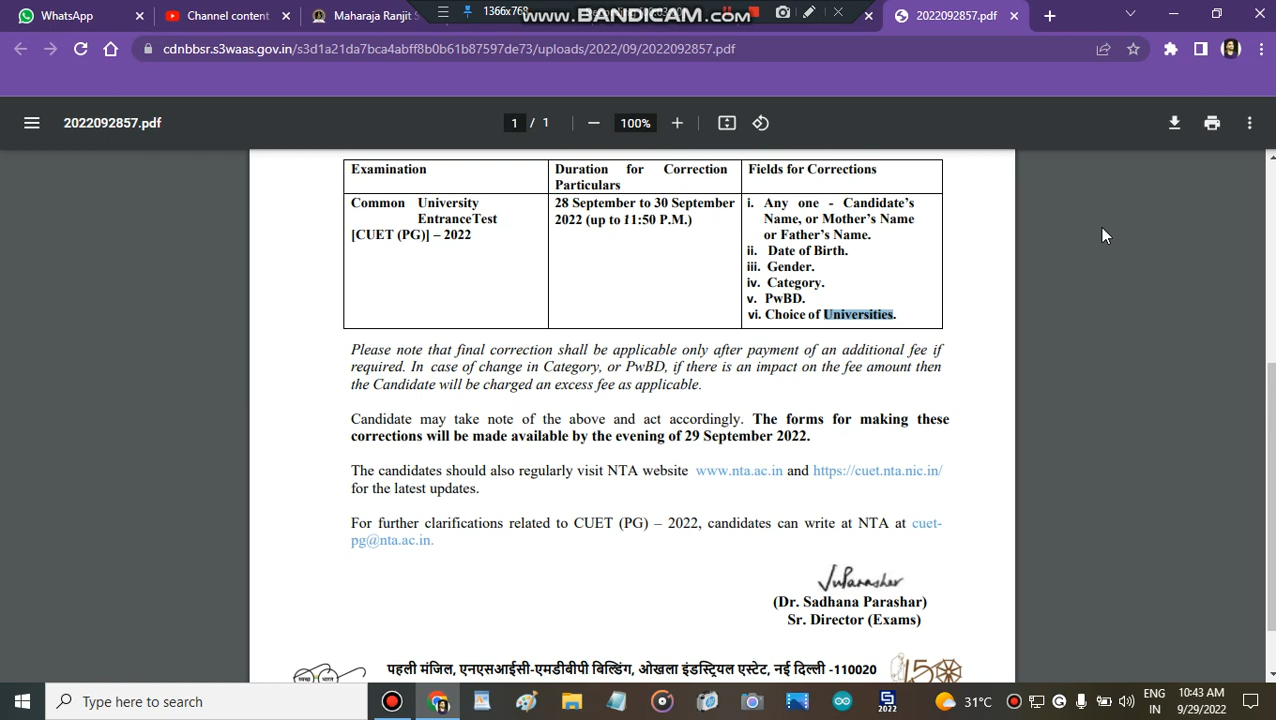 WhatsApp
Channel content
Maharaja Ranjit S
1366x768
www.BANDICAM.com
2022092857.pdf
cdnbbsr.s3waas.gov.in/s3d1a21da7bca4abff8b0b61b87597de73/uploads/2022/09/2022092857.pdf
2022092857.pdf
1 / 1
100%
Examination
Duration for Correction
Particulars
Fields for Corrections
Common University
EntranceTest
[CUET (PG)] – 2022
28 September to 30 September
2022 (up to 11:50 P.M.)
i. Any one - Candidate's
Name, or Mother's Name
or Father's Name.
ii. Date of Birth.
iii. Gender.
iv. Category.
v. PwBD.
vi. Choice of Universities.
Please note that final correction shall be applicable only after payment of an additional fee if
required. In case of change in Category, or PwBD, if there is an impact on the fee amount then
the Candidate will be charged an excess fee as applicable.
Candidate may take note of the above and act accordingly. The forms for making these
corrections will be made available by the evening of 29 September 2022.
The candidates should also regularly visit NTA website www.nta.ac.in and https://cuet.nta.nic.in/
for the latest updates.
For further clarifications related to CUET (PG) – 2022, candidates can write at NTA at cuet-
pg@nta.ac.in.
(Dr. Sadhana Parashar)
Sr. Director (Exams)
पहली मंजिल, एनएसआईसी-एमडीबीपी बिल्डिंग, ओखला इंडस्ट्रियल एस्टेट, नई दिल्ली -110020
Type here to search
2022
31°C
ENG
IN
10:43 AM
9/29/2022